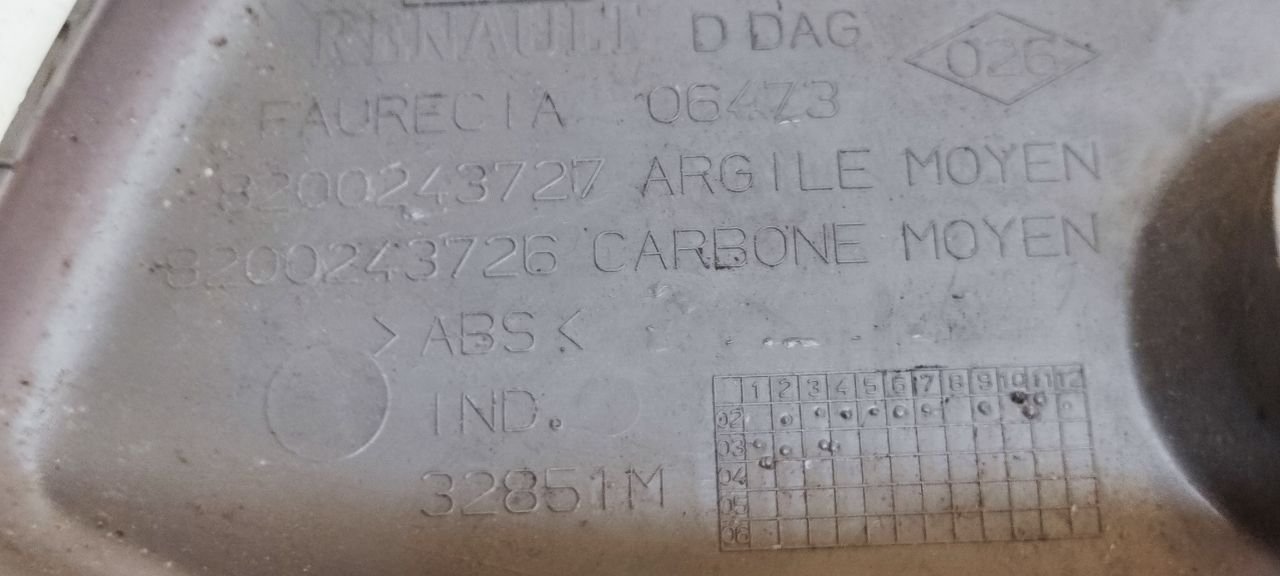 RENAULT D DAG 026
FAURECIA 06473
8200243727 ARGILE MOYEN
8200243726 CARBONE MOYEN
>ABS<
IND.
32851M
1 2 3 4 5 6 7 8 9 10 11 12
02
03
04
05
06